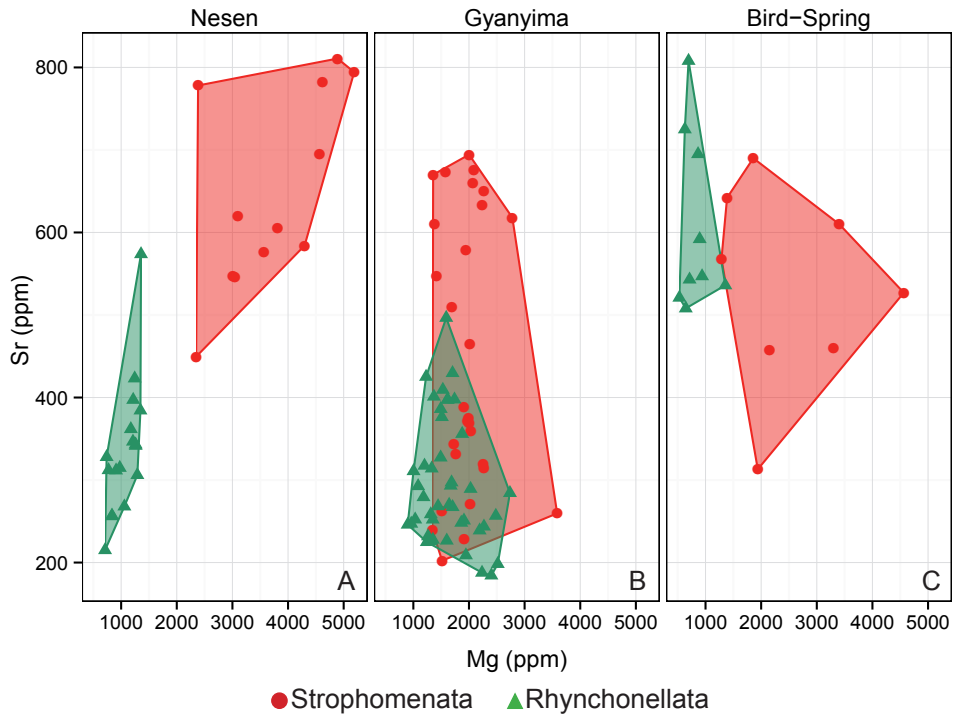 Nesen Gyanyima Bird−Spring
800
600
400
200
Sr (ppm)
A B C
1000 2000 3000 4000 5000 1000 2000 3000 4000 5000 1000 2000 3000 4000 5000
Mg (ppm)
Strophomenata Rhynchonellata